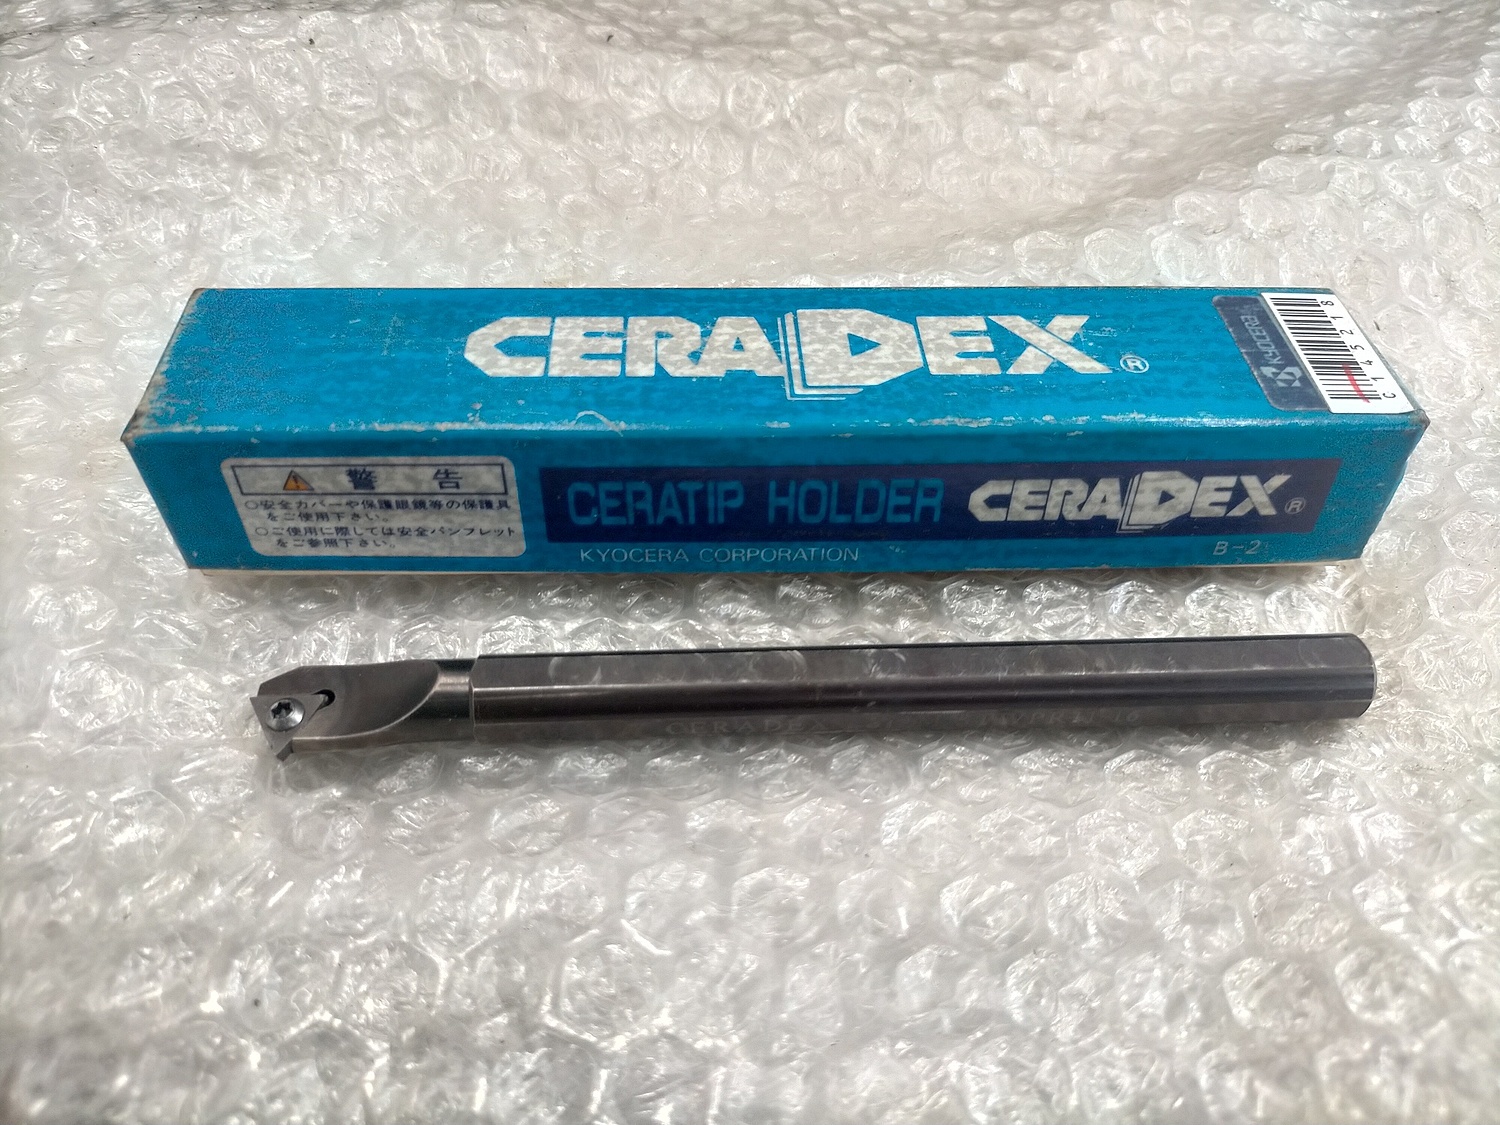 CERADEX®
KYOCERA
C145218
警告
○安全カバーや保護眼鏡等の保護具
をご使用下さい。
○ご使用に際しては安全パンフレット
をご参照下さい。
CERATIP HOLDER CERADEX®
KYOCERA CORPORATION
B-2
CERADEX